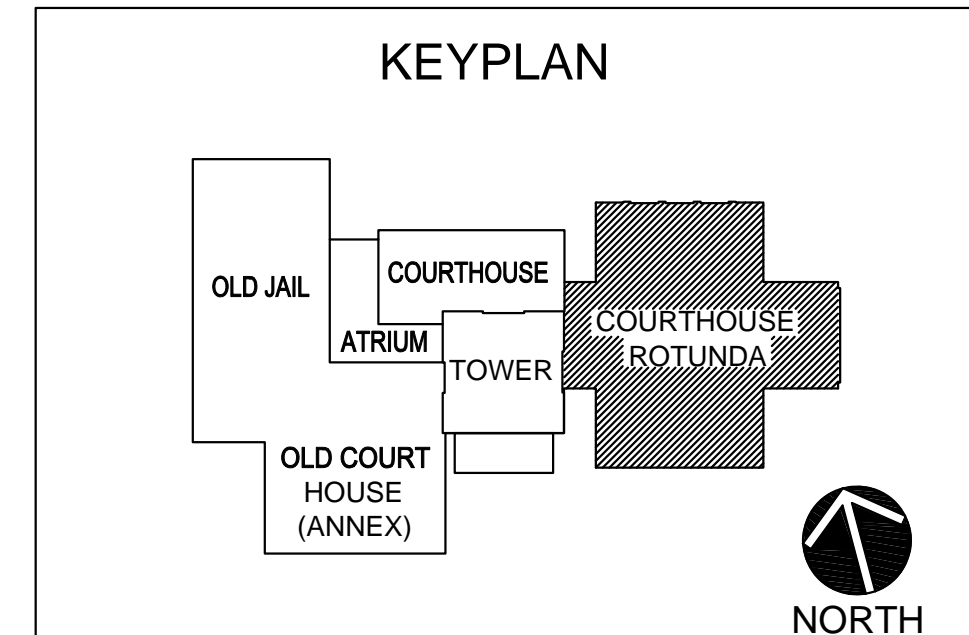 KEYPLAN
OLD JAIL
COURTHOUSE
ATRIUM
TOWER
COURTHOUSE
ROTUNDA
OLD COURT
HOUSE
(ANNEX)
NORTH